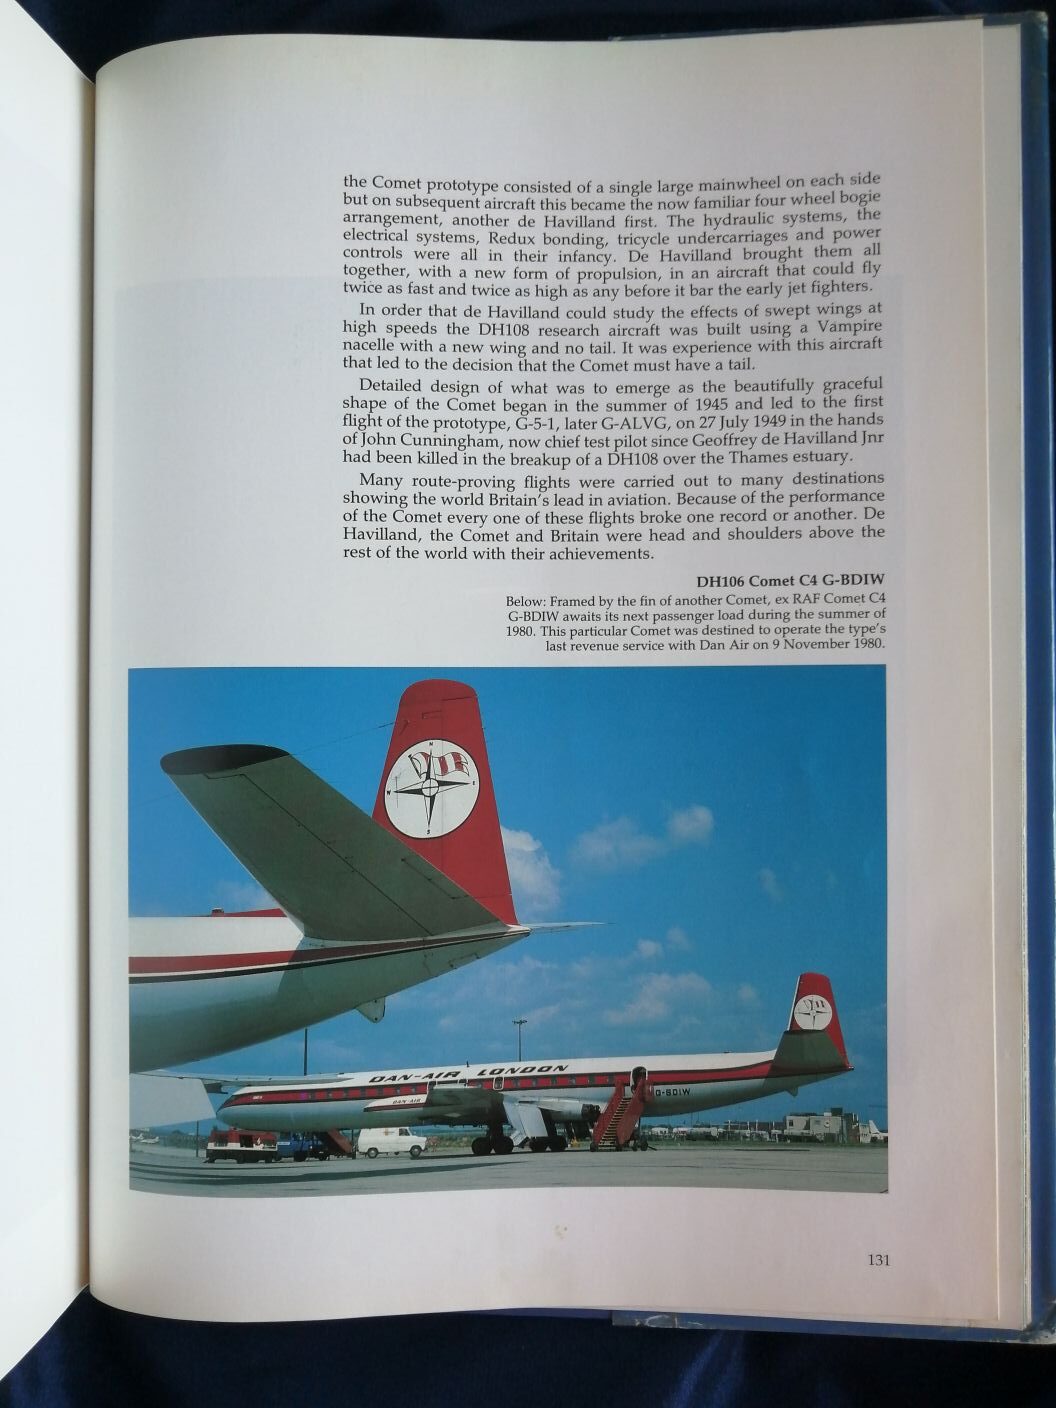 the Comet prototype consisted of a single large mainwheel on each side
but on subsequent aircraft this became the now familiar four wheel bogie
arrangement, another de Havilland first. The hydraulic systems, the
electrical systems, Redux bonding, tricycle undercarriages and power
controls were all in their infancy. De Havilland brought them all
together, with a new form of propulsion, in an aircraft that could fly
twice as fast and twice as high as any before it bar the early jet fighters.
In order that de Havilland could study the effects of swept wings at
high speeds the DH108 research aircraft was built using a Vampire
nacelle with a new wing and no tail. It was experience with this aircraft
that led to the decision that the Comet must have a tail.
Detailed design of what was to emerge as the beautifully graceful
shape of the Comet began in the summer of 1945 and led to the first
flight of the prototype, G-5-1, later G-ALVG, on 27 July 1949 in the hands
of John Cunningham, now chief test pilot since Geoffrey de Havilland Jnr
had been killed in the breakup of a DH108 over the Thames estuary.
Many route-proving flights were carried out to many destinations
showing the world Britain's lead in aviation. Because of the performance
of the Comet every one of these flights broke one record or another. De
Havilland, the Comet and Britain were head and shoulders above the
rest of the world with their achievements.
DH106 Comet C4 G-BDIW
Below: Framed by the fin of another Comet, ex RAF Comet C4
G-BDIW awaits its next passenger load during the summer of
1980. This particular Comet was destined to operate the type's
last revenue service with Dan Air on 9 November 1980.
N
W E
S
DAN-AIR LONDON
DAN-AIR
G-BDIW
131